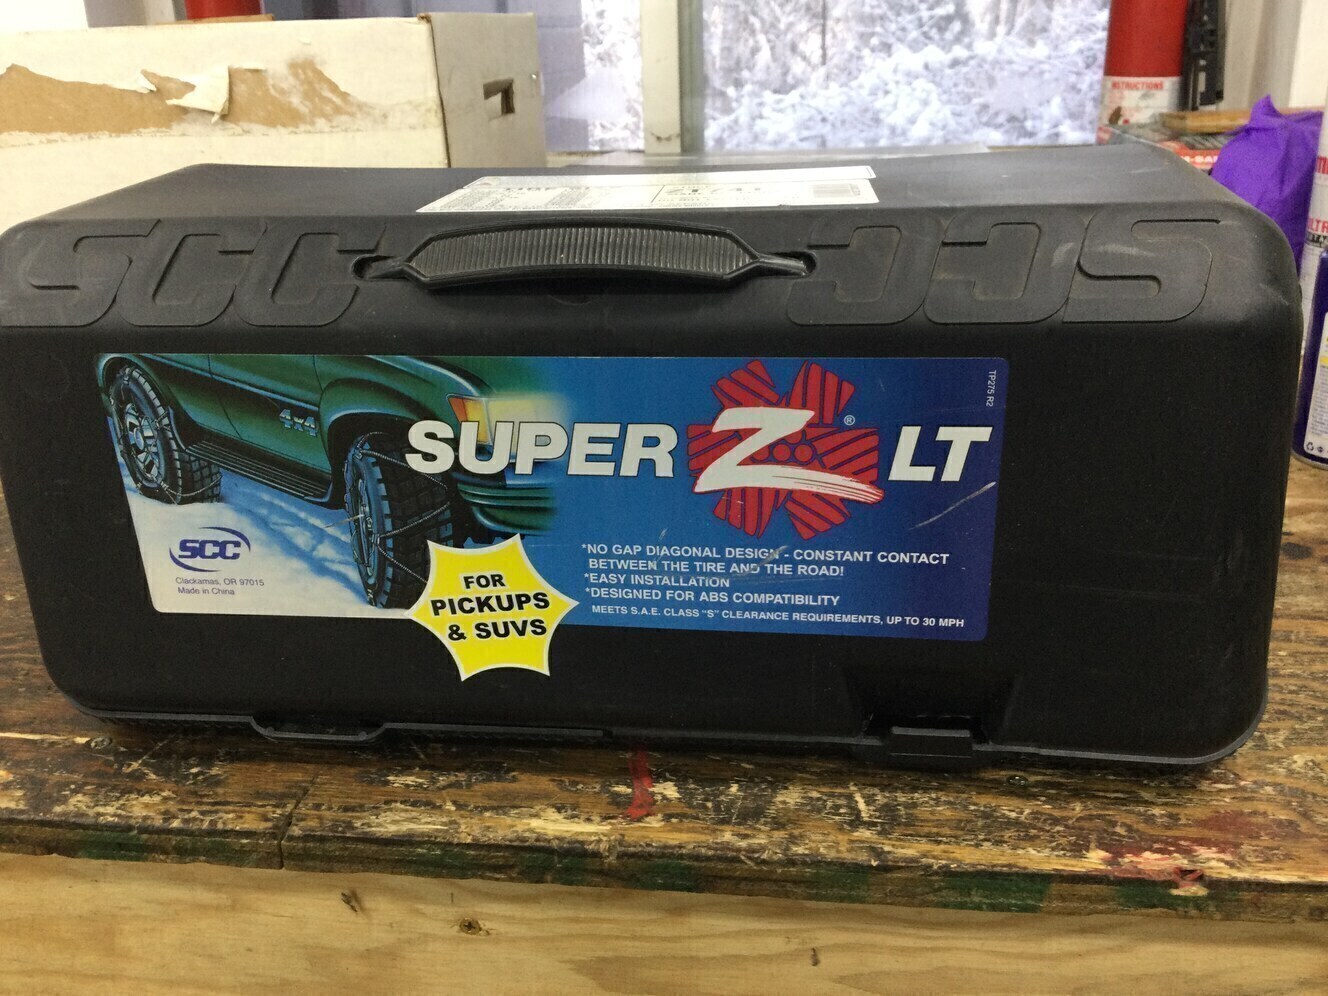 INSTRUCTIONS
SCC
SCC
TP275 R2
4x4
SUPER Z® LT
SCC
Clackamas, OR 97015
Made in China
FOR
PICKUPS
& SUVS
*NO GAP DIAGONAL DESIGN - CONSTANT CONTACT
BETWEEN THE TIRE AND THE ROAD!
*EASY INSTALLATION
*DESIGNED FOR ABS COMPATIBILITY
MEETS S.A.E. CLASS "S" CLEARANCE REQUIREMENTS, UP TO 30 MPH